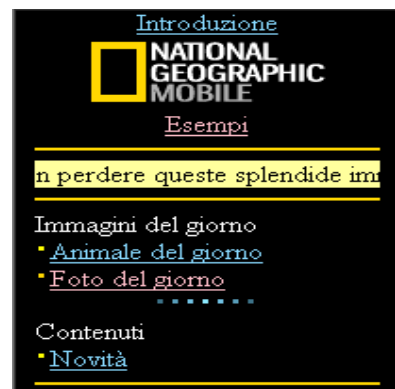 Introduzione
NATIONAL
GEOGRAPHIC
MOBILE
Esempi
n perdere queste splendide
Immagini del giorno
Animale del giorno
Foto del giorno
Contenuti
Novità